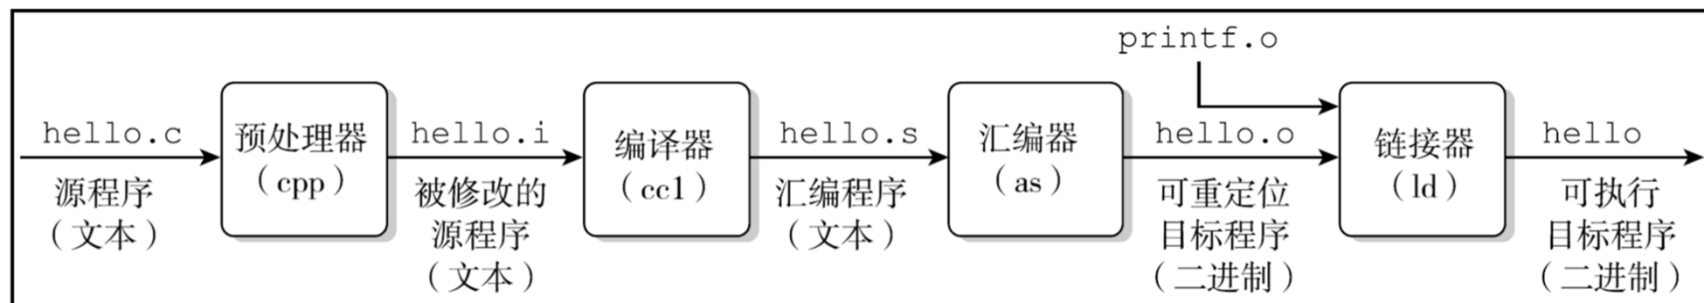 printf.o
hello.c
预处理器
（cpp）
hello.i
编译器
（cc1）
hello.s
汇编器
（as）
hello.o
链接器
（ld）
hello
源程序
（文本）
被修改的
源程序
（文本）
汇编程序
（文本）
可重定位
目标程序
（二进制）
可执行
目标程序
（二进制）